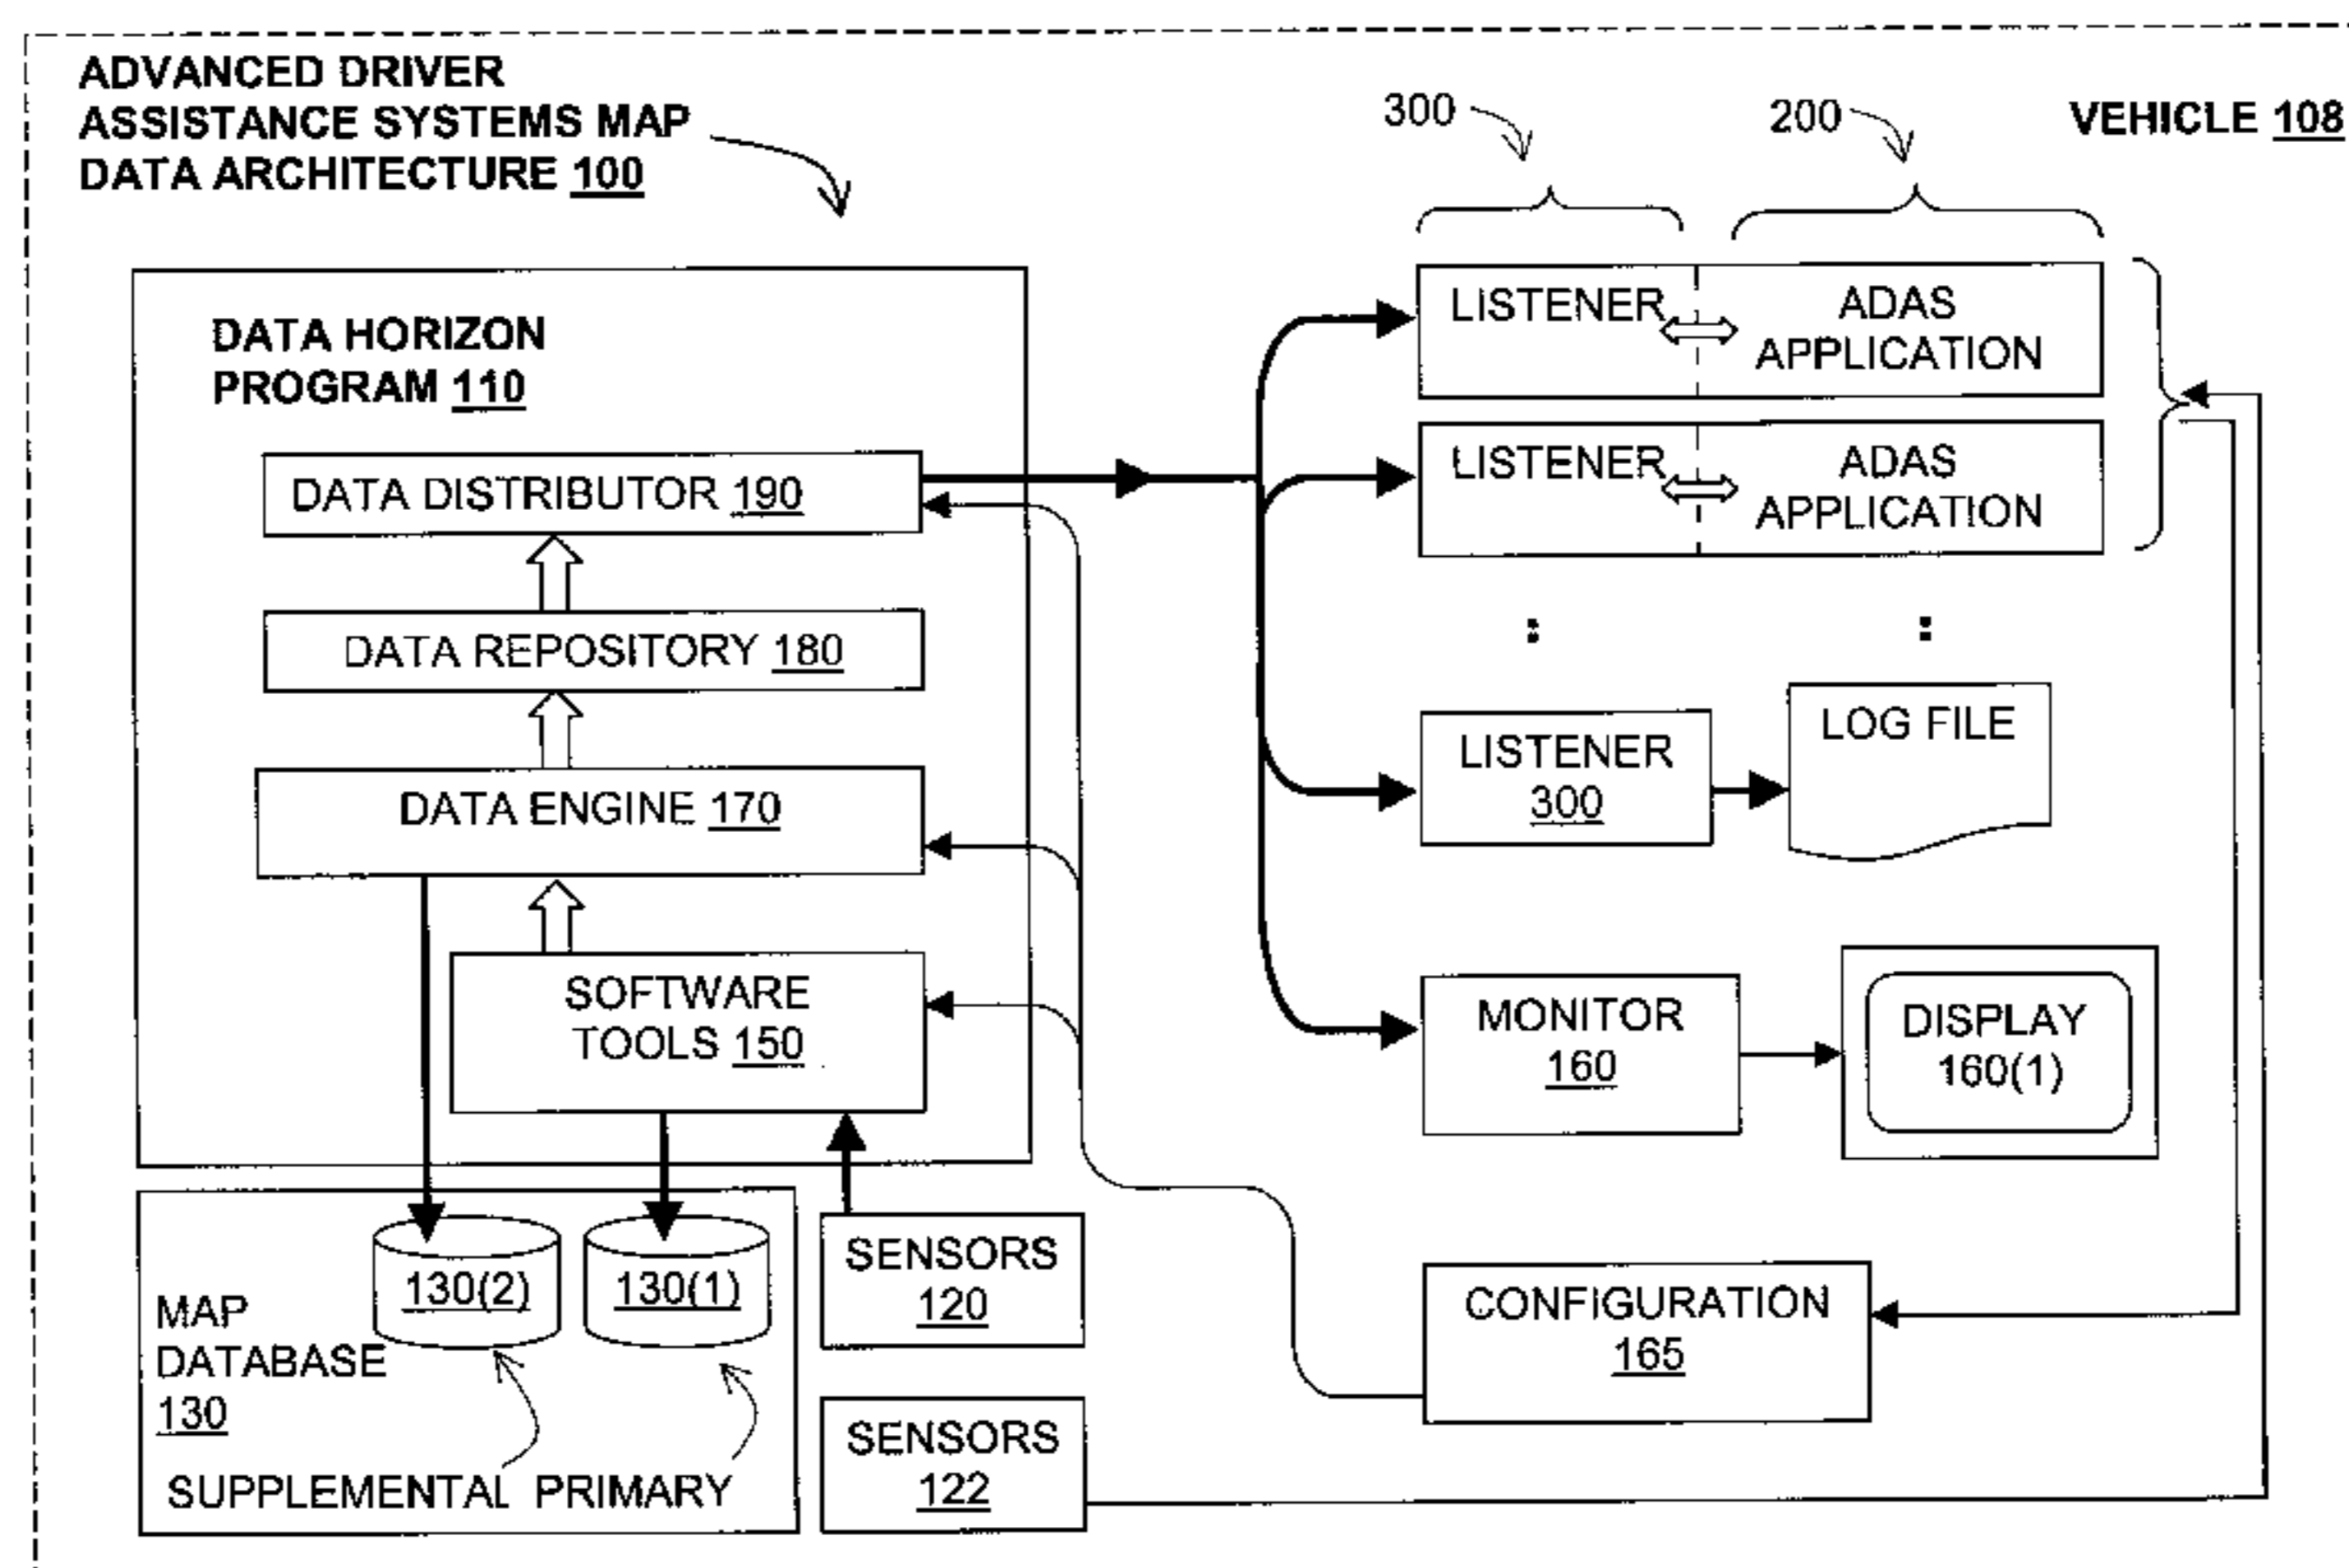 ADVANCED DRIVER
ASSISTANCE SYSTEMS MAP
DATA ARCHITECTURE 100
300
200
VEHICLE 108
DATA HORIZON
PROGRAM 110
DATA DISTRIBUTOR 190
DATA REPOSITORY 180
DATA ENGINE 170
SOFTWARE
TOOLS 150
LISTENER
ADAS
APPLICATION
LISTENER
ADAS
APPLICATION
:
:
LISTENER
300
LOG FILE
MONITOR
160
DISPLAY
160(1)
MAP
DATABASE
130
130(2)
130(1)
SUPPLEMENTAL
PRIMARY
SENSORS
120
SENSORS
122
CONFIGURATION
165